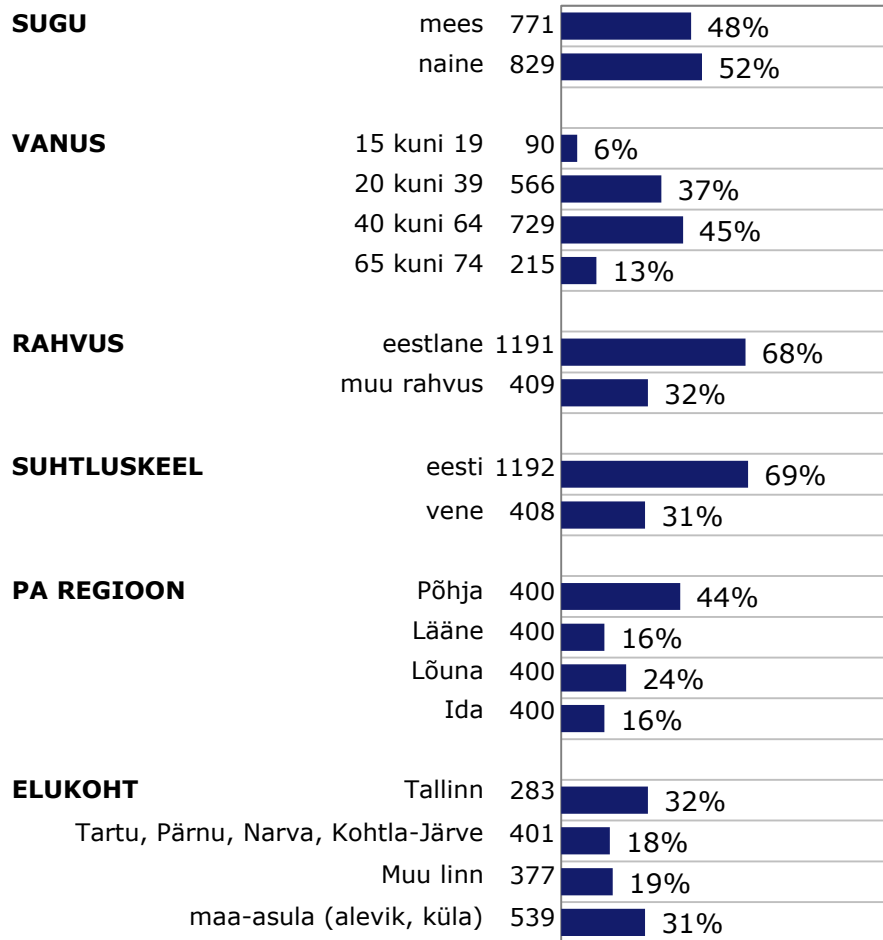 SUGU mees 771 48%
naine 829 52%
VANUS 15 kuni 19 90 6%
20 kuni 39 566 37%
40 kuni 64 729 45%
65 kuni 74 215 13%
RAHVUS eestlane 1191 68%
muu rahvus 409 32%
SUHTLUSKEEL eesti 1192 69%
vene 408 31%
PA REGIOON Põhja 400 44%
Lääne 400 16%
Lõuna 400 24%
Ida 400 16%
ELUKOHT Tallinn 283 32%
Tartu, Pärnu, Narva, Kohtla-Järve 401 18%
Muu linn 377 19%
maa-asula (alevik, küla) 539 31%